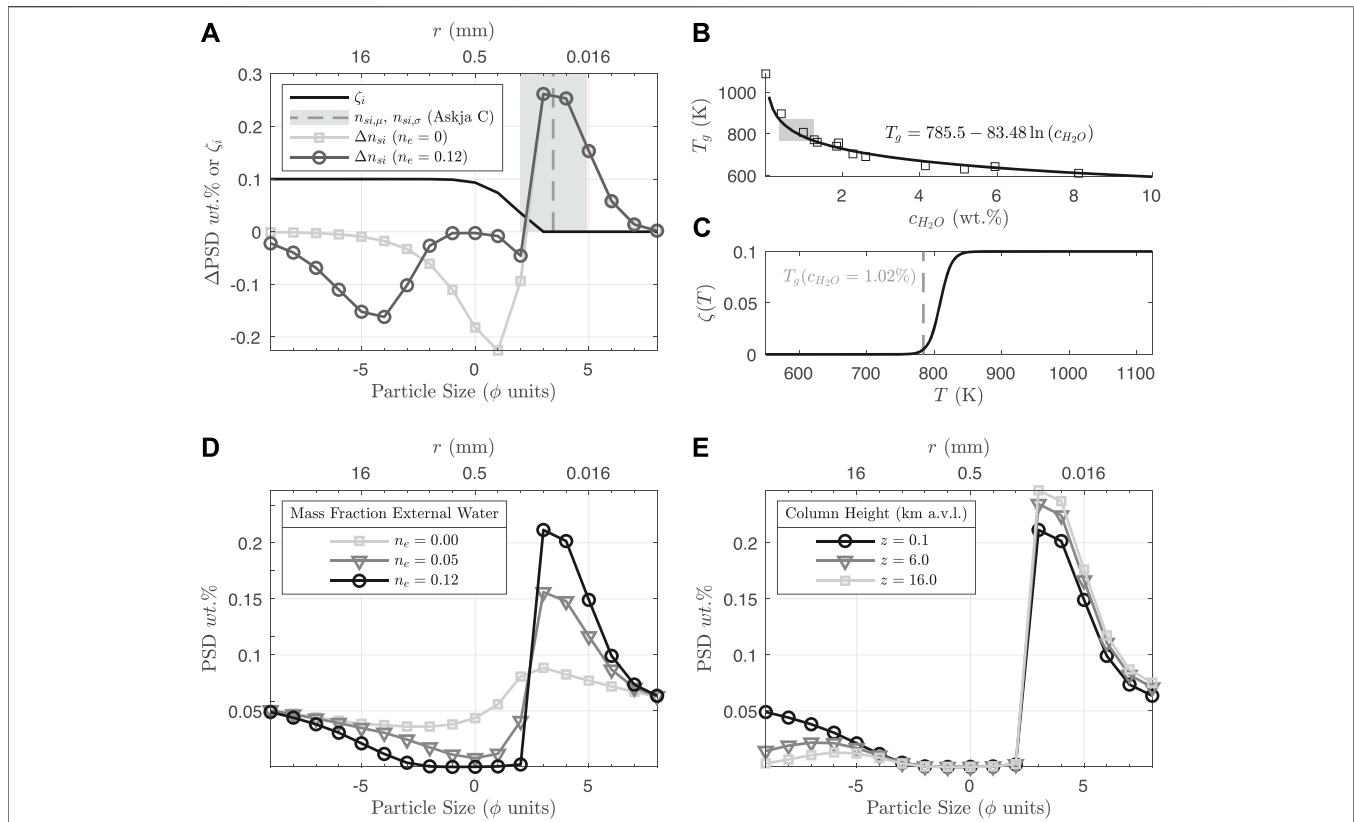 A
r (mm)
16 0.5 0.016
0.3
0.2
0.1
0
-0.1
-0.2
ΔPSD wt.% or ζi
ζi
nsi,μ, nsi,σ (Askja C)
Δnsi (ne = 0)
Δnsi (ne = 0.12)
-5 0 5
Particle Size (ϕ units)
B
1000
800
600
Tg (K)
Tg = 785.5 − 83.48 ln (cH2O)
2 4 6 8 10
cH2O (wt.%)
C
0.1
0.05
0
ζ(T)
Tg(cH2O = 1.02%)
600 700 800 900 1000 1100
T (K)
D
r (mm)
16 0.5 0.016
0.2
0.15
0.1
0.05
PSD wt.%
Mass Fraction External Water
ne = 0.00
ne = 0.05
ne = 0.12
-5 0 5
Particle Size (ϕ units)
E
r (mm)
16 0.5 0.016
0.2
0.15
0.1
0.05
PSD wt.%
Column Height (km a.v.l.)
z = 0.1
z = 6.0
z = 16.0
-5 0 5
Particle Size (ϕ units)